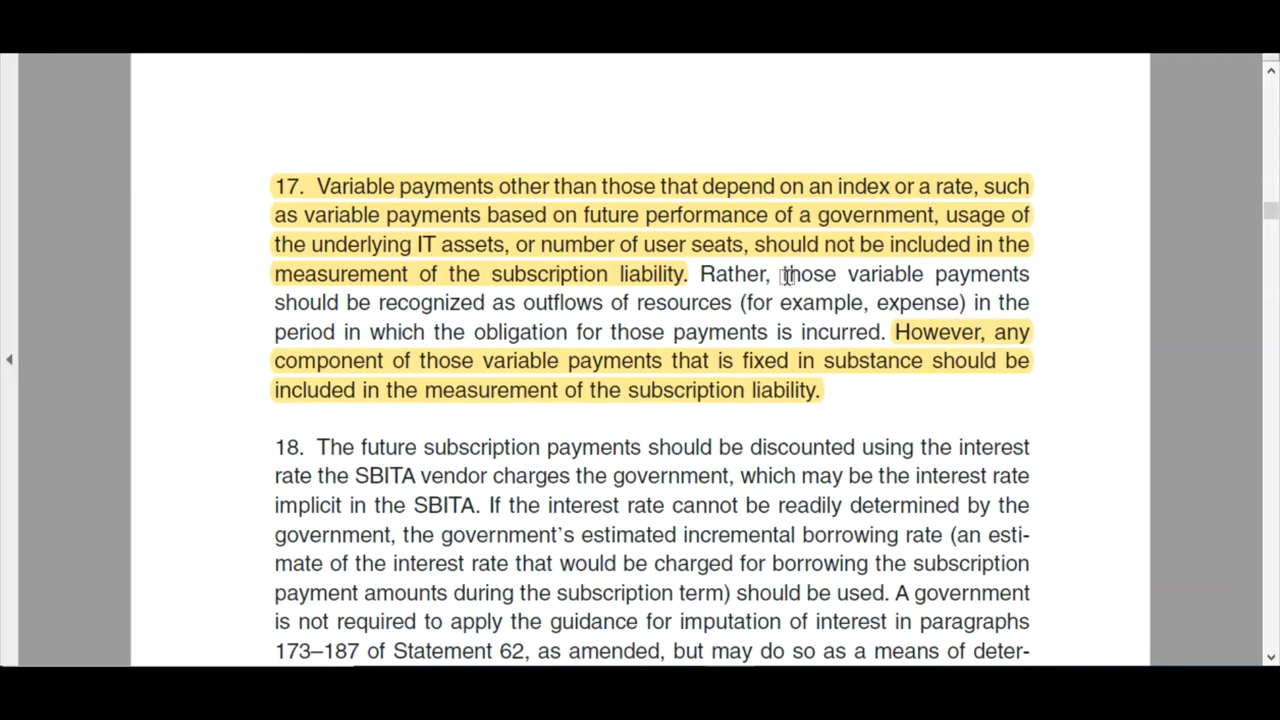 17. Variable payments other than those that depend on an index or a rate, such
as variable payments based on future performance of a government, usage of
the underlying IT assets, or number of user seats, should not be included in the
measurement of the subscription liability. Rather, those variable payments
should be recognized as outflows of resources (for example, expense) in the
period in which the obligation for those payments is incurred. However, any
component of those variable payments that is fixed in substance should be
included in the measurement of the subscription liability.
18. The future subscription payments should be discounted using the interest
rate the SBITA vendor charges the government, which may be the interest rate
implicit in the SBITA. If the interest rate cannot be readily determined by the
government, the government's estimated incremental borrowing rate (an esti-
mate of the interest rate that would be charged for borrowing the subscription
payment amounts during the subscription term) should be used. A government
is not required to apply the guidance for imputation of interest in paragraphs
173–187 of Statement 62, as amended, but may do so as a means of deter-